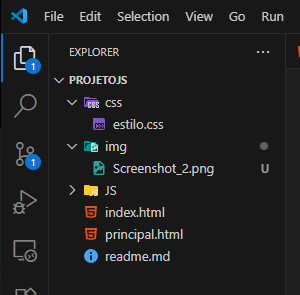 File Edit Selection View Go Run
EXPLORER ...
PROJETOJS
css
estilo.css
img
Screenshot_2.png U
JS
index.html
principal.html
readme.md
1
1